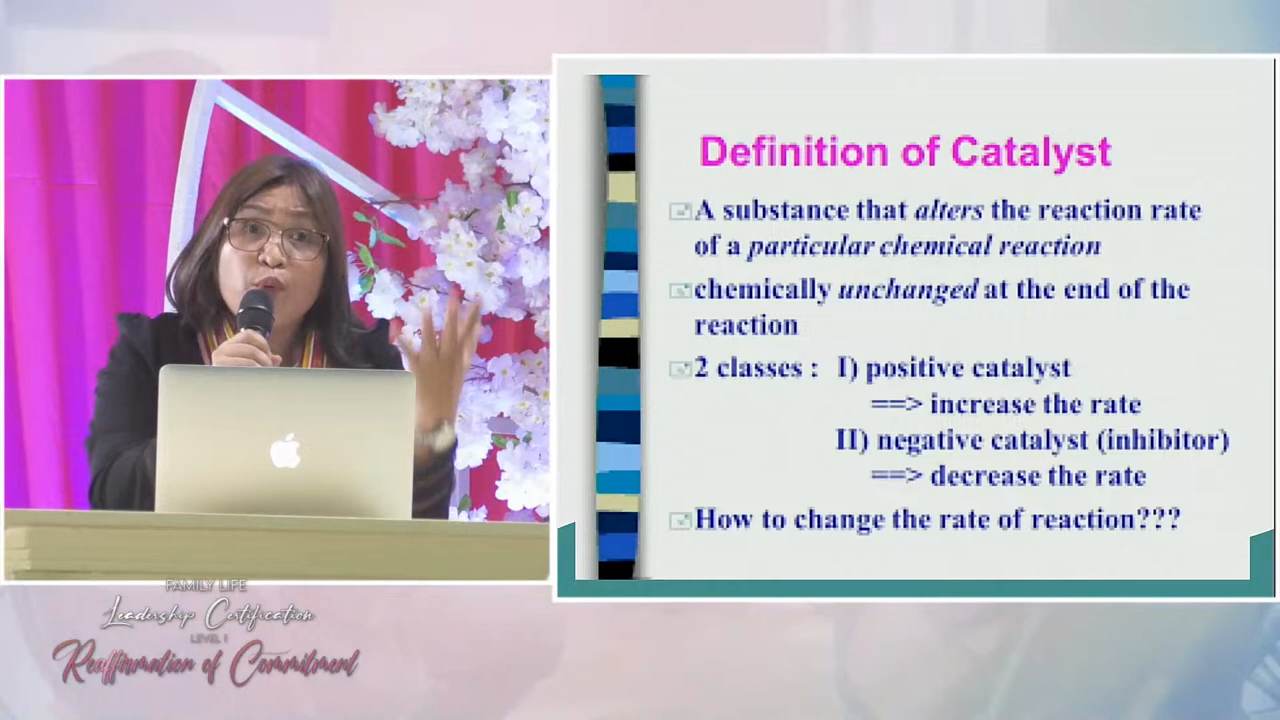 Definition of Catalyst
A substance that alters the reaction rate
of a particular chemical reaction
chemically unchanged at the end of the
reaction
2 classes : I) positive catalyst
==> increase the rate
II) negative catalyst (inhibitor)
==> decrease the rate
How to change the rate of reaction???
FAMILY LIFE
Leadership Certification
LEVEL I
Reaffirmation of Commitment